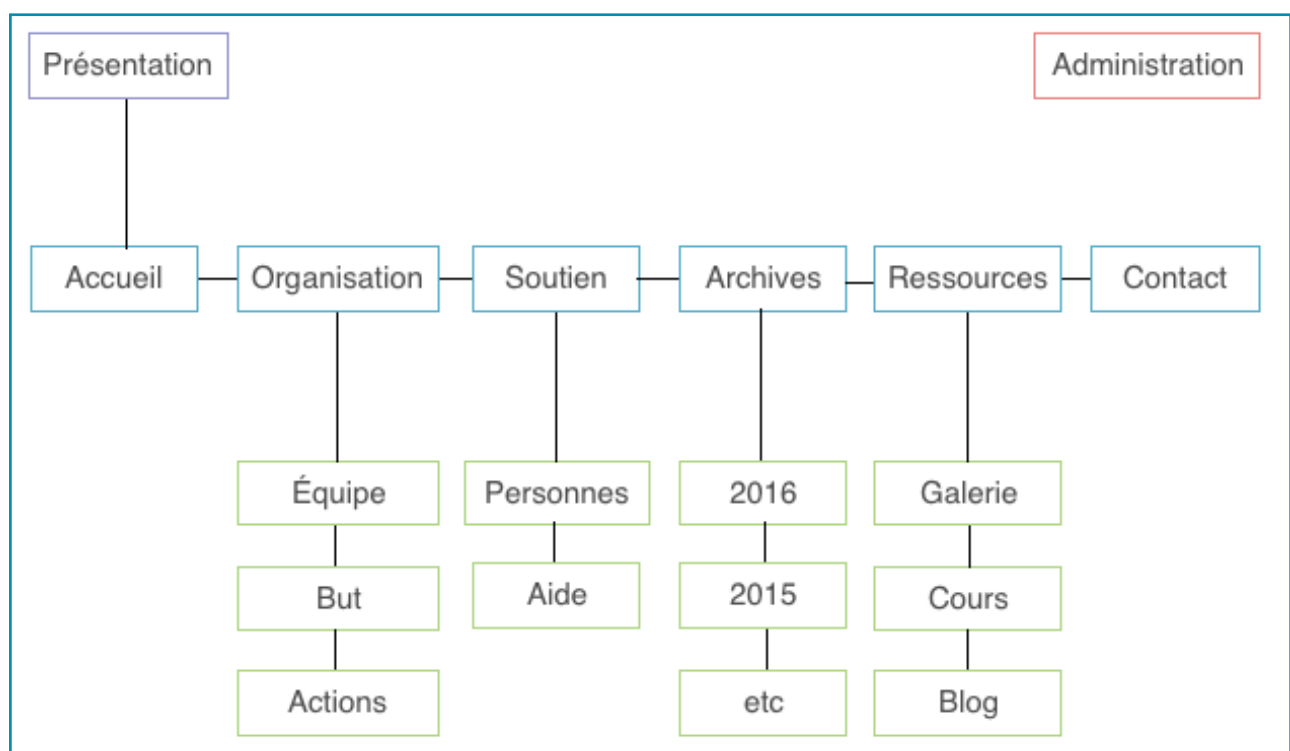 Présentation
Administration
Accueil
Organisation
Soutien
Archives
Ressources
Contact
Équipe
Personnes
2016
Galerie
But
Aide
2015
Cours
Actions
etc
Blog